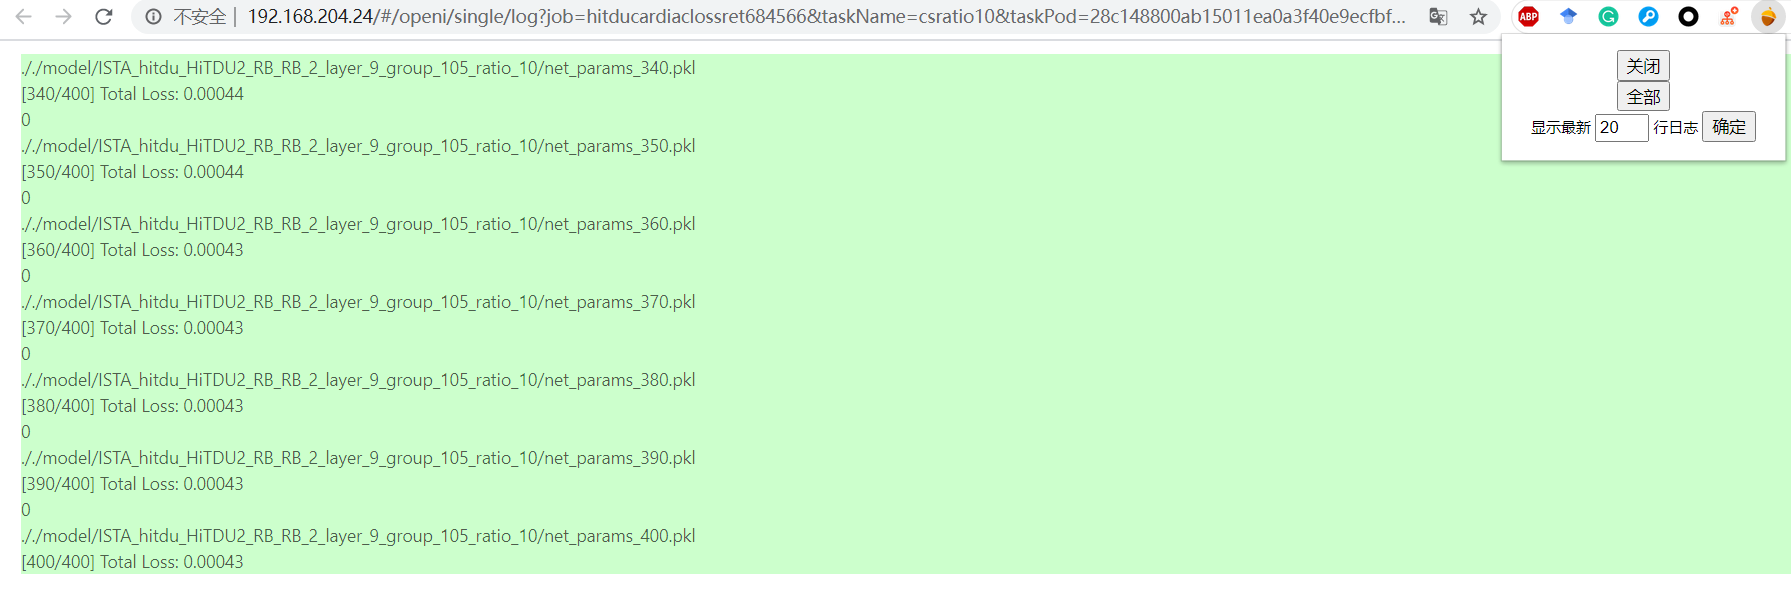 不安全 | 192.168.204.24/#/openi/single/log?job=hitducardiaclossret684566&taskName=csratio10&taskPod=28c148800ab15011ea0a3f40e9ecfbf...
ABP
关闭
全部
显示最新 20 行日志 确定
././model/ISTA_hitdu_HiTDU2_RB_RB_2_layer_9_group_105_ratio_10/net_params_340.pkl
[340/400] Total Loss: 0.00044
0
././model/ISTA_hitdu_HiTDU2_RB_RB_2_layer_9_group_105_ratio_10/net_params_350.pkl
[350/400] Total Loss: 0.00044
0
././model/ISTA_hitdu_HiTDU2_RB_RB_2_layer_9_group_105_ratio_10/net_params_360.pkl
[360/400] Total Loss: 0.00043
0
././model/ISTA_hitdu_HiTDU2_RB_RB_2_layer_9_group_105_ratio_10/net_params_370.pkl
[370/400] Total Loss: 0.00043
0
././model/ISTA_hitdu_HiTDU2_RB_RB_2_layer_9_group_105_ratio_10/net_params_380.pkl
[380/400] Total Loss: 0.00043
0
././model/ISTA_hitdu_HiTDU2_RB_RB_2_layer_9_group_105_ratio_10/net_params_390.pkl
[390/400] Total Loss: 0.00043
0
././model/ISTA_hitdu_HiTDU2_RB_RB_2_layer_9_group_105_ratio_10/net_params_400.pkl
[400/400] Total Loss: 0.00043